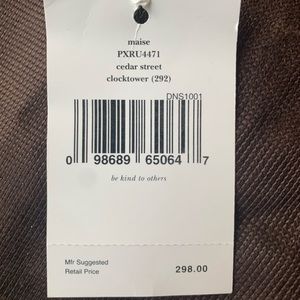 maise
PXRU4471
cedar street
clocktower (292)
DNS1001
0 98689 65064 7
be kind to others
Mfr Suggested
Retail Price 298.00